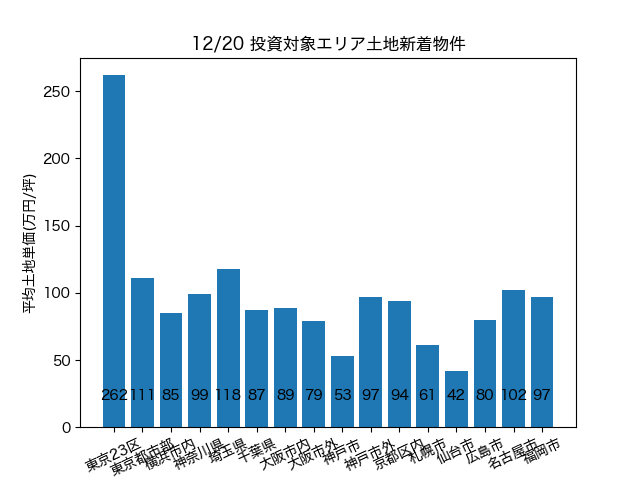 12/20 投資対象エリア土地新着物件
平均土地単価(万円/坪)
250
200
150
100
50
0
262 111 85 99 118 87 89 79 53 97 94 61 42 80 102 97
東京23区 東京都市部 横浜市内 神奈川県 埼玉県 千葉県 大阪市内 大阪市外 神戸市 神戸市外 京都区内 札幌市 仙台市 広島市 名古屋市 福岡市